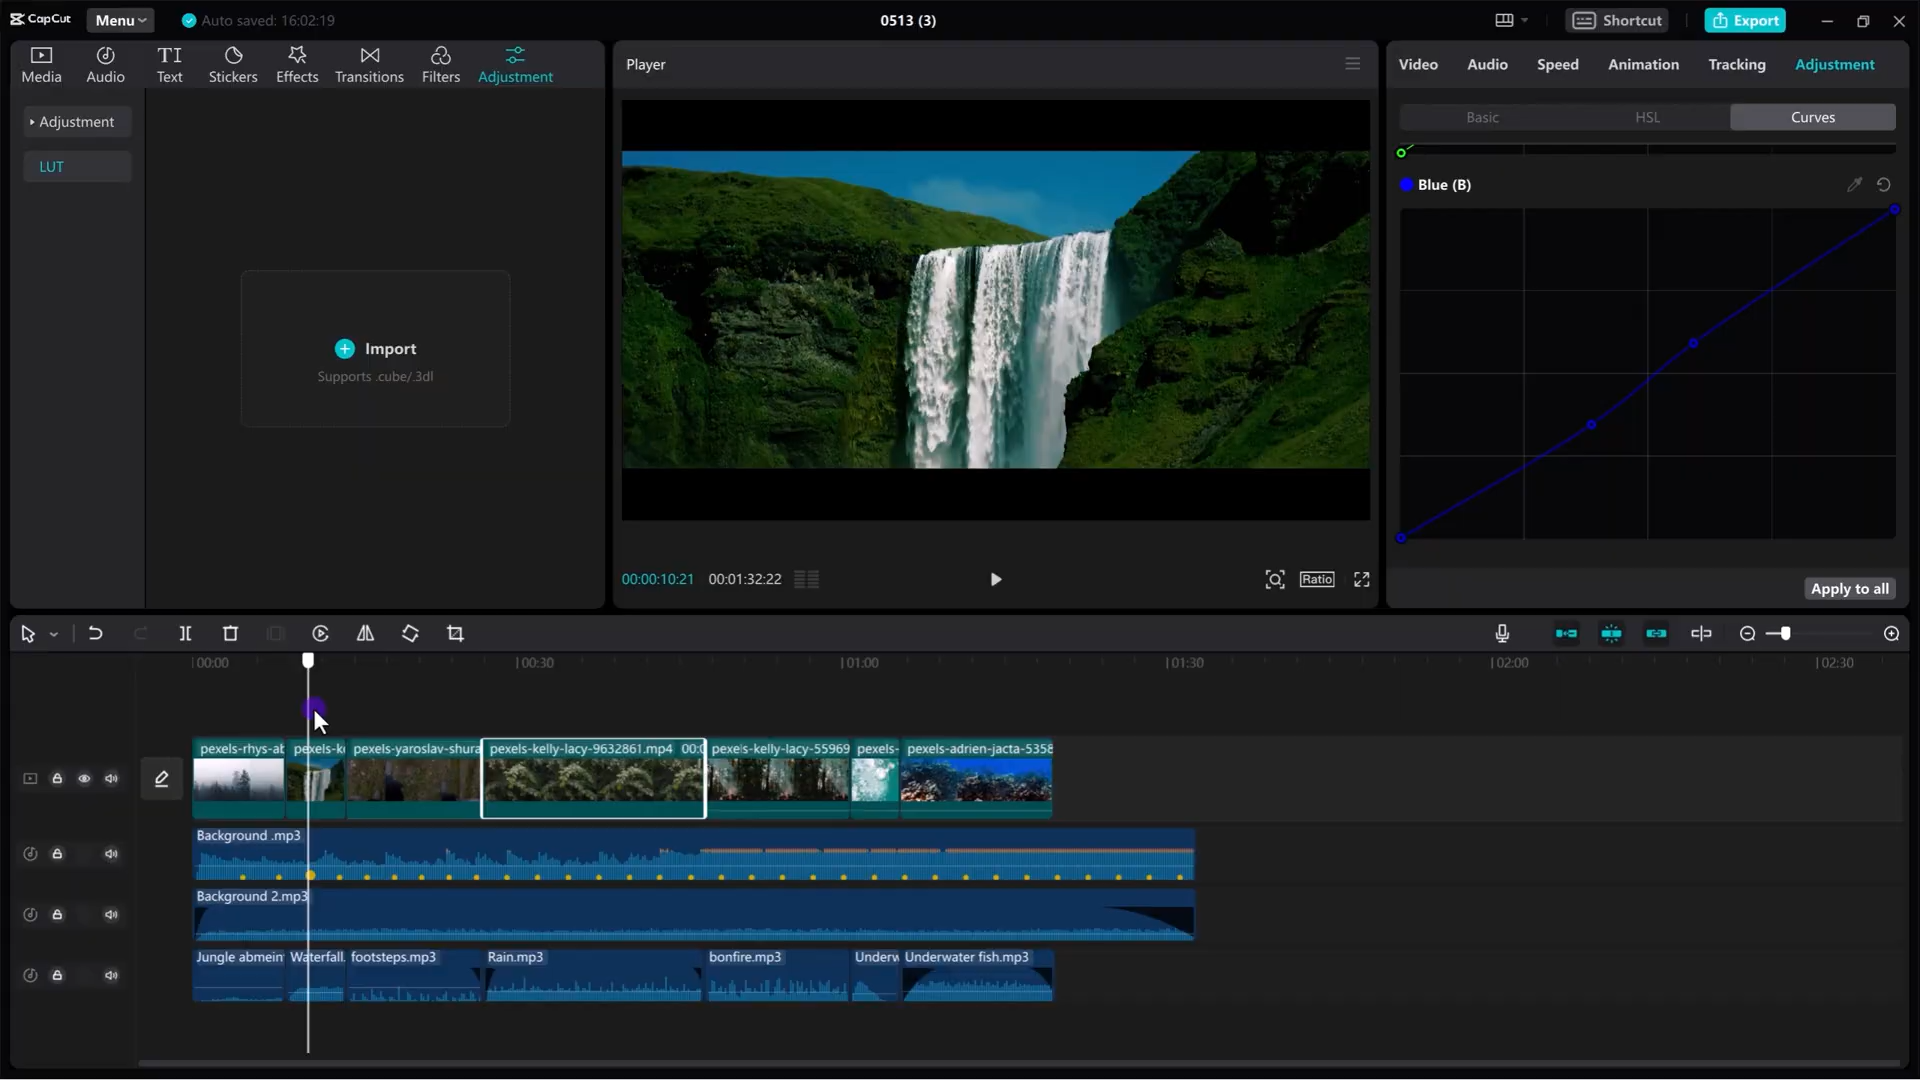 CapCut
Menu
Auto saved: 16:02:19
0513 (3)
Shortcut
Export
Media
Audio
Text
Stickers
Effects
Transitions
Filters
Adjustment
Adjustment
LUT
Import
Supports .cube/.3dl
Player
00:00:10:21
00:01:32:22
Ratio
Video
Audio
Speed
Animation
Tracking
Adjustment
Basic
HSL
Curves
Blue (B)
Apply to all
00:00
00:30
01:00
01:30
02:00
02:30
pexels-rhys-ab
pexels-ke
pexels-yaroslav-shura
pexels-kelly-lacy-9632861.mp4
00:0
pexels-kelly-lacy-55969
pexels-
pexels-adrien-jacta-5358
Background .mp3
Background 2.mp3
Jungle abmein
Waterfall.
footsteps.mp3
Rain.mp3
bonfire.mp3
Underw
Underwater fish.mp3